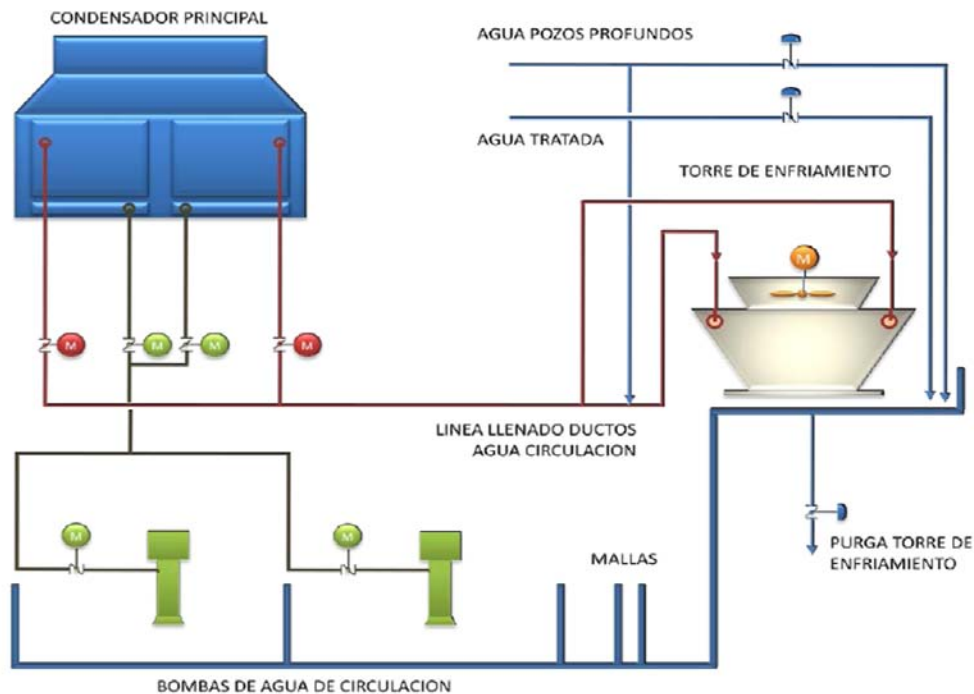 CONDENSADOR PRINCIPAL
AGUA POZOS PROFUNDOS
AGUA TRATADA
TORRE DE ENFRIAMIENTO
M
M
M
M
M
LINEA LLENADO DUCTOS
AGUA CIRCULACION
M
M
MALLAS
PURGA TORRE DE
ENFRIAMIENTO
BOMBAS DE AGUA DE CIRCULACION